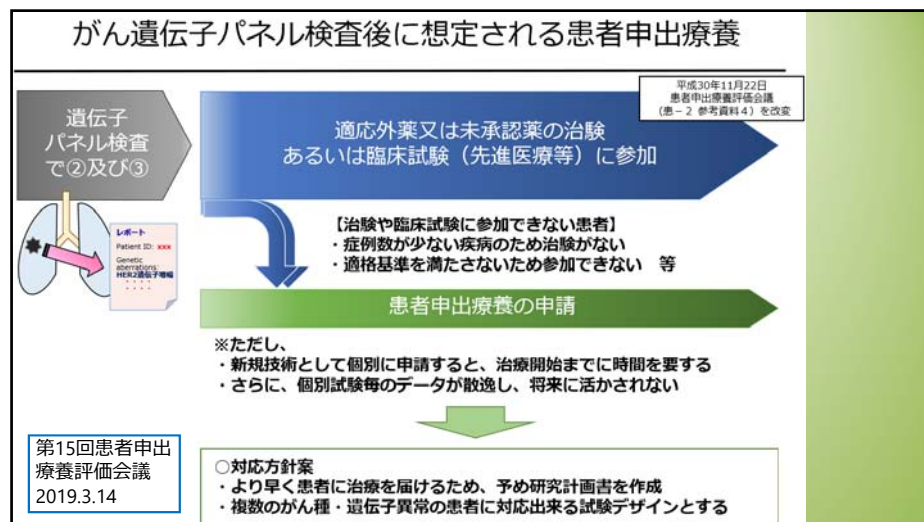 がん遺伝子パネル検査後に想定される患者申出療養
平成30年11月22日
患者申出療養評価会議
(患-2 参考資料4)を改変
遺伝子
パネル検査
で②及び③
適応外薬又は未承認薬の治験
あるいは臨床試験(先進医療等)に参加
レポート
Patient ID: xxx
Genetic
aberrations:
HER2遺伝子増幅
・・・・
・・・・
【治験や臨床試験に参加できない患者】
・症例数が少ない疾病のため治験がない
・適格基準を満たさないため参加できない 等
患者申出療養の申請
※ただし、
・新規技術として個別に申請すると、治療開始までに時間を要する
・さらに、個別試験毎のデータが散逸し、将来に活かされない
第15回患者申出
療養評価会議
2019.3.14
○対応方針案
・より早く患者に治療を届けるため、予め研究計画書を作成
・複数のがん種・遺伝子異常の患者に対応出来る試験デザインとする